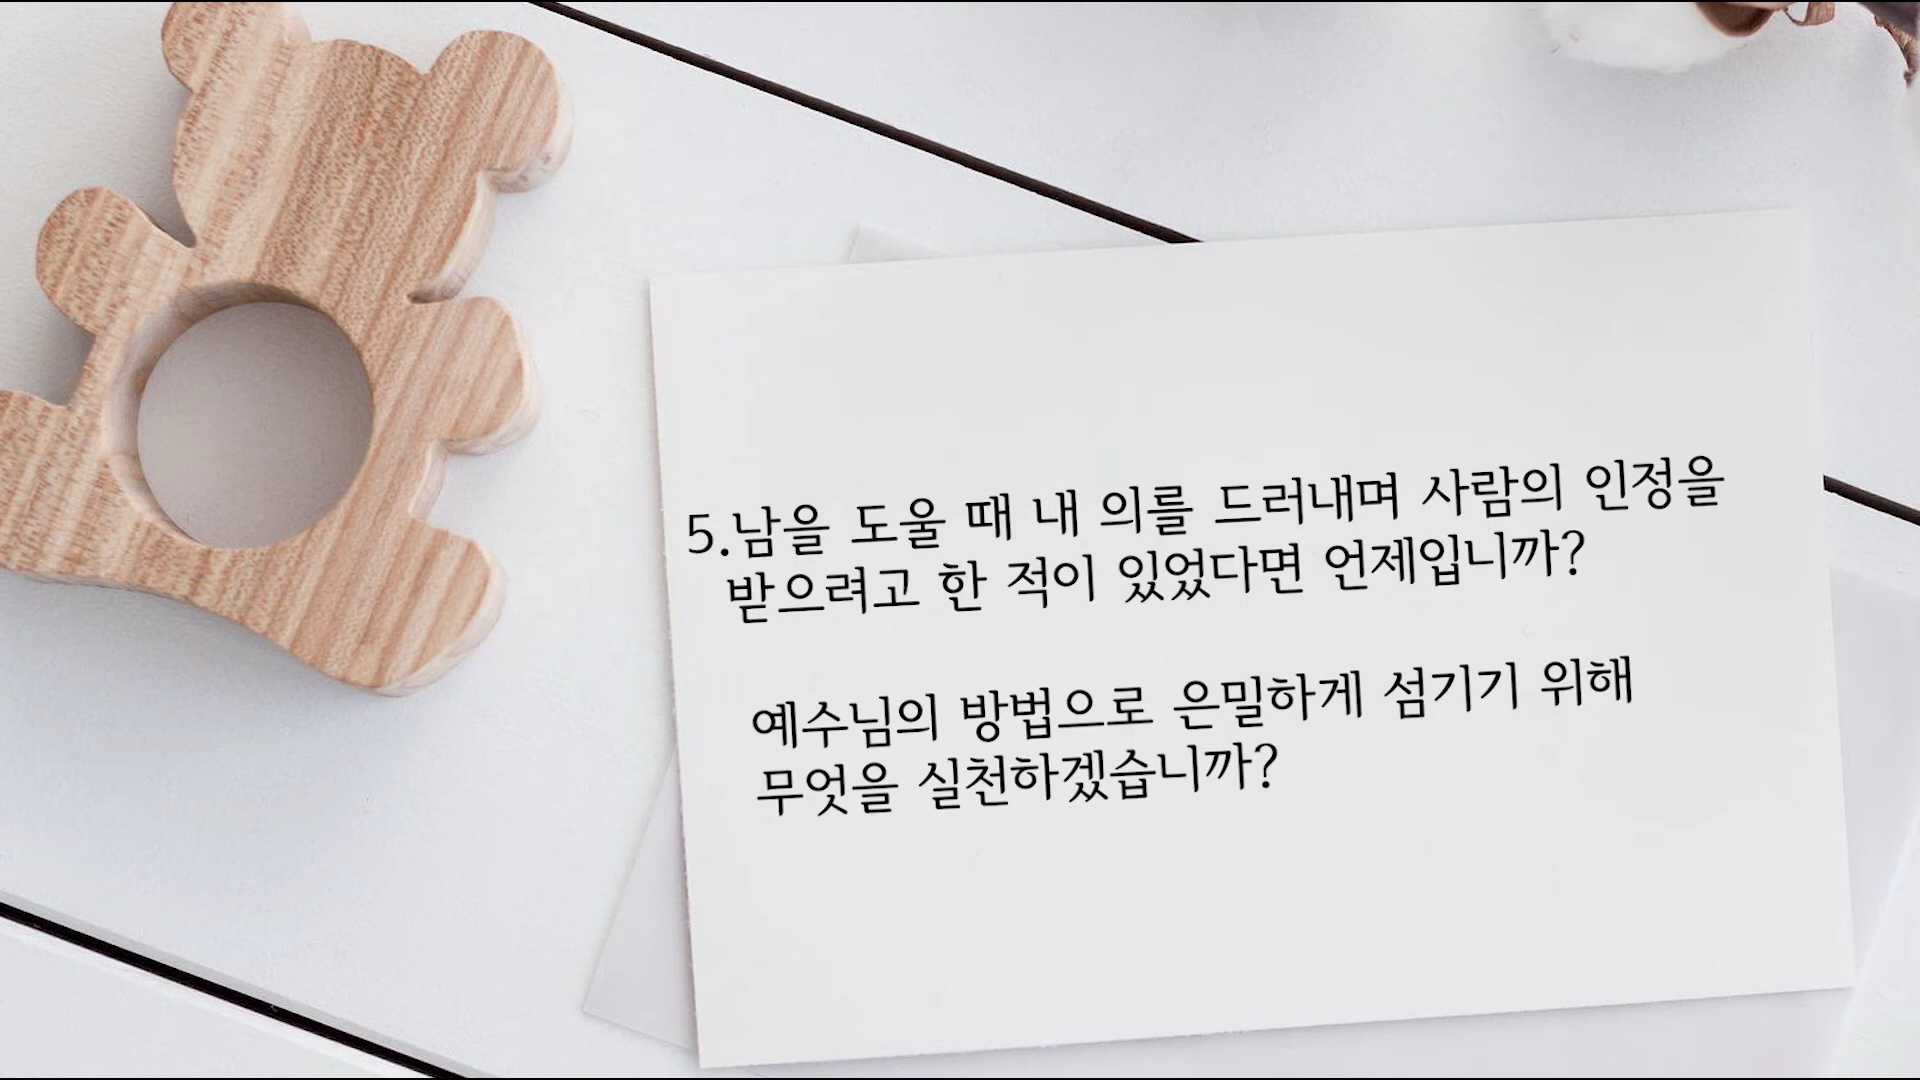 5.남을 도울 때 내 의를 드러내며 사람의 인정을
받으려고 한 적이 있었다면 언제입니까?
예수님의 방법으로 은밀하게 섬기기 위해
무엇을 실천하겠습니까?